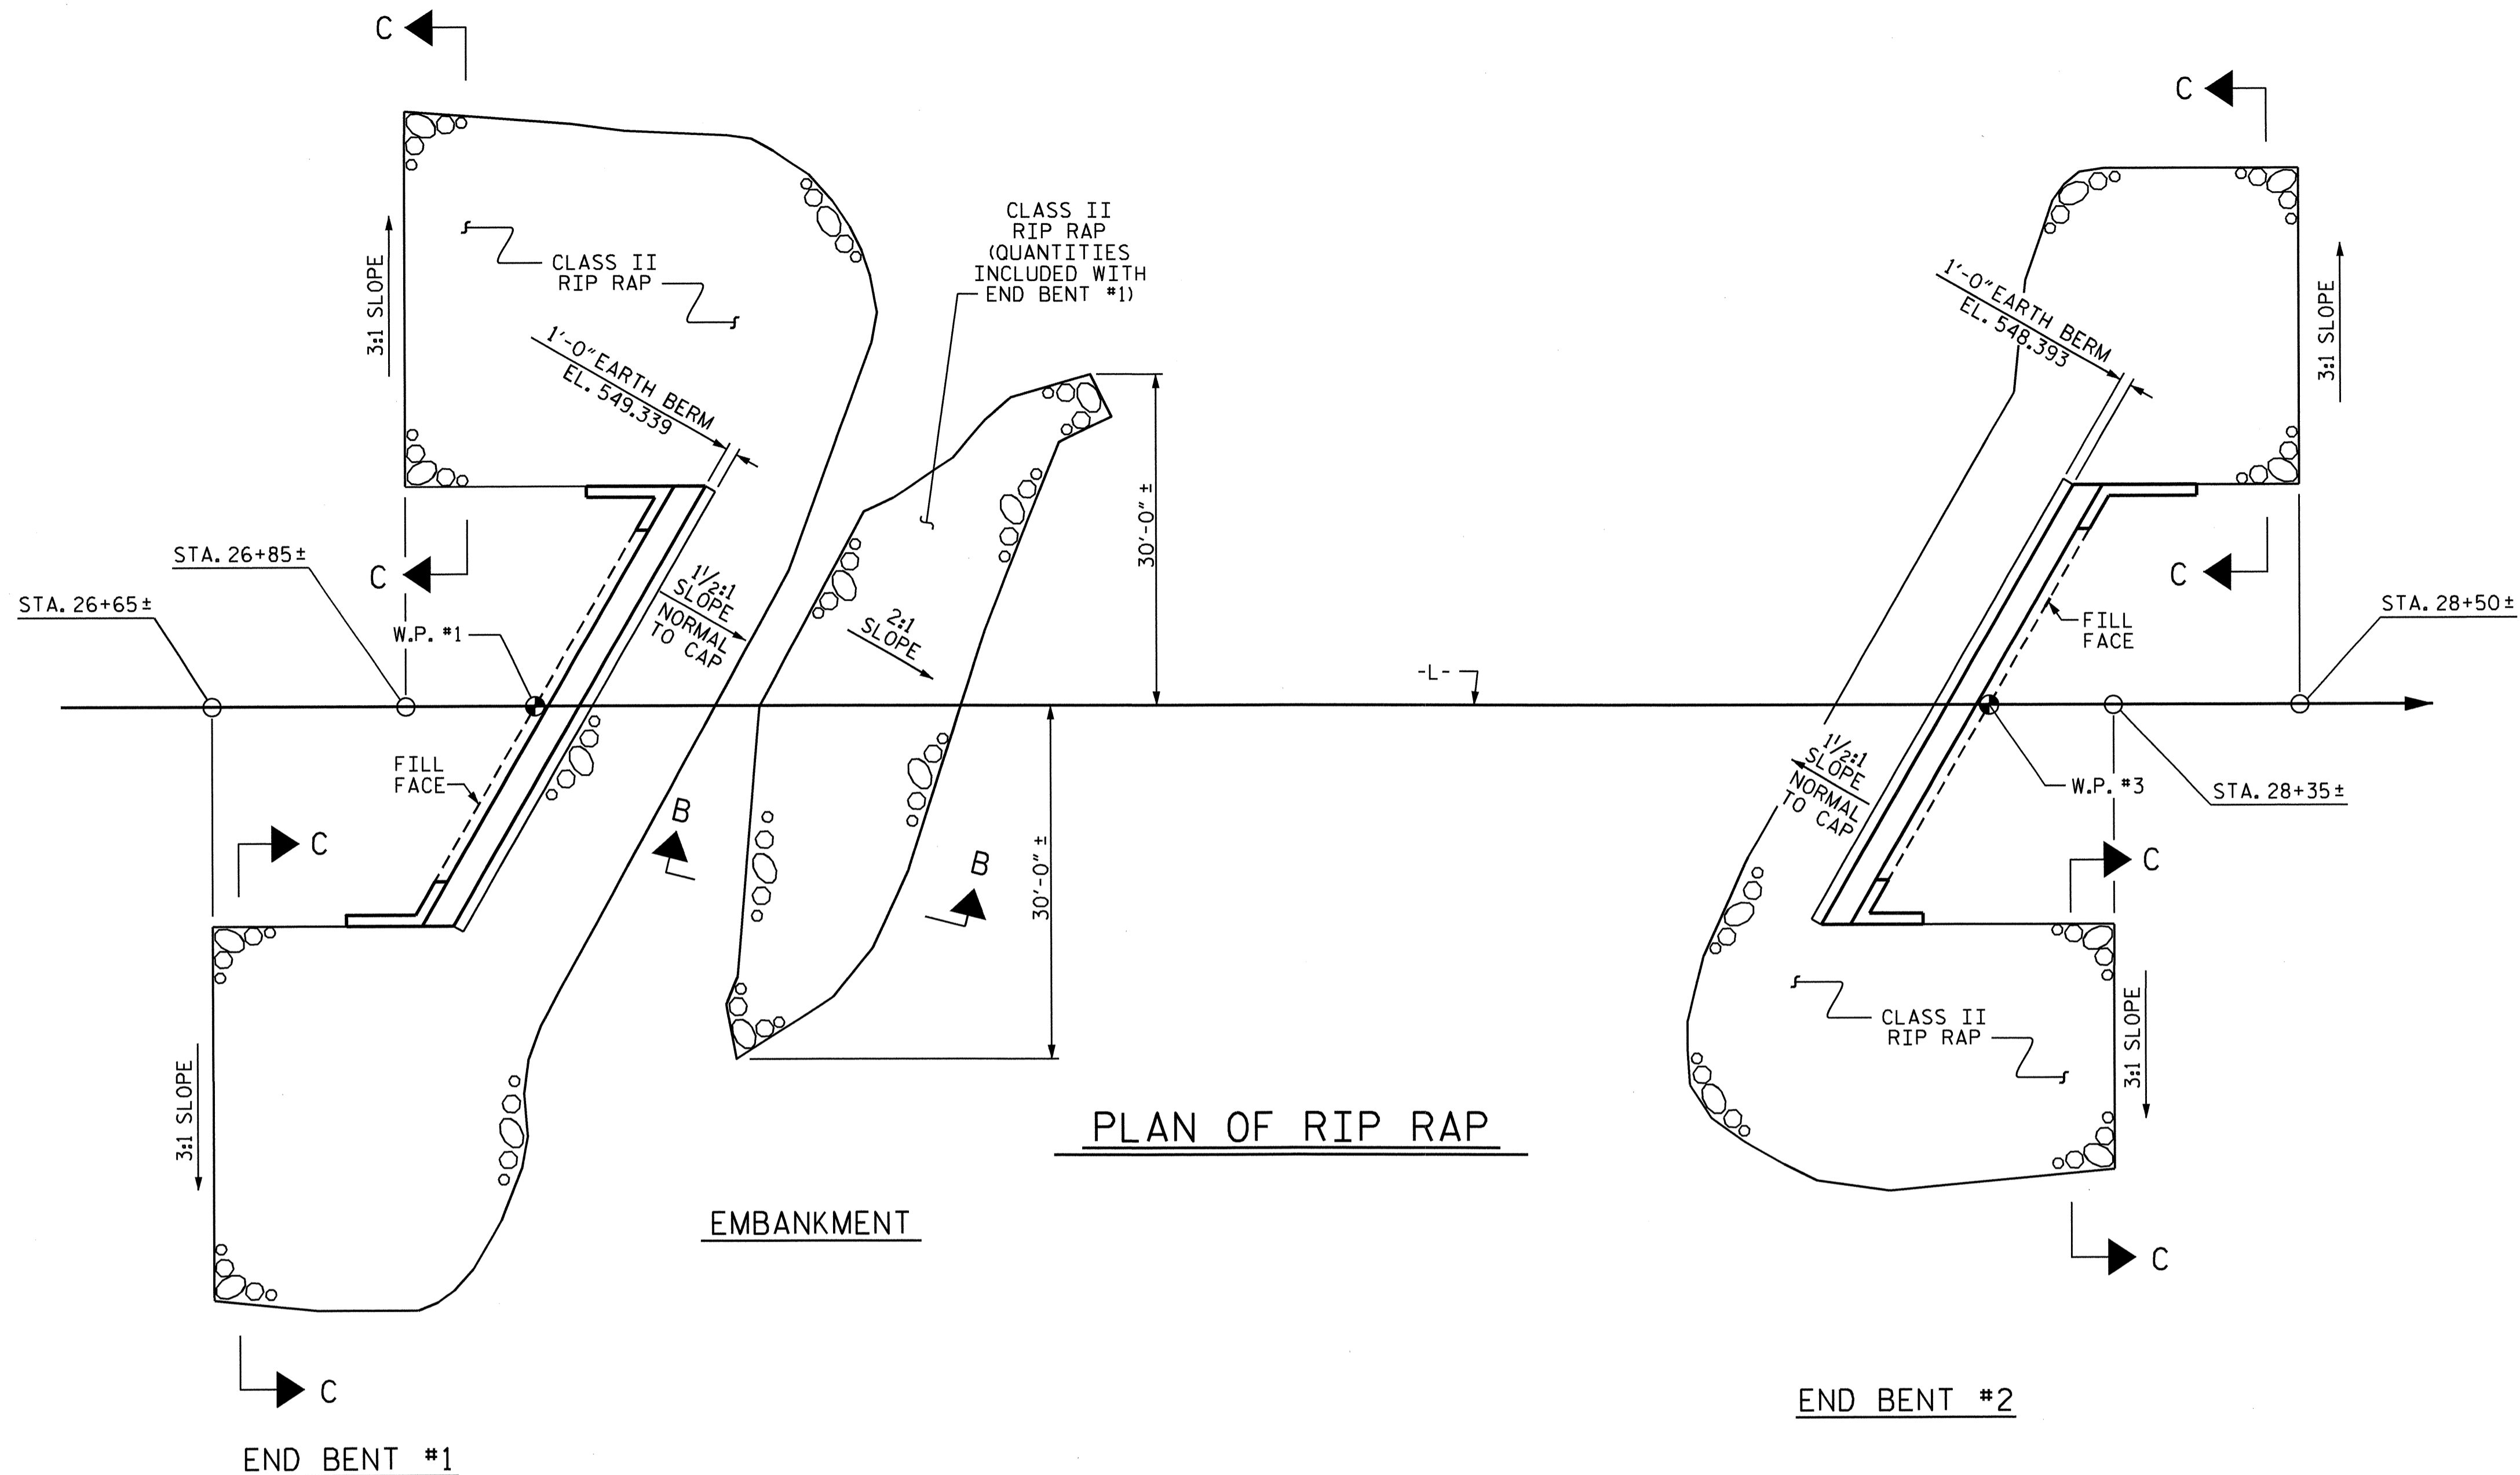 C
C
CLASS II
RIP RAP
(QUANTITIES
INCLUDED WITH
END BENT #1)
3:1 SLOPE
CLASS II
RIP RAP
1'-0" EARTH BERM
EL. 549.339
1'-0" EARTH BERM
EL. 548.393
3:1 SLOPE
30'-0" ±
STA. 26+85±
C
C
STA. 26+65±
W.P. #1
1½:1
SLOPE
NORMAL
TO CAP
2:1
SLOPE
FILL
FACE
STA. 28+50±
-L-
FILL
FACE
1½:1
SLOPE
NORMAL
TO CAP
W.P. #3
STA. 28+35±
B
B
30'-0" ±
C
C
CLASS II
RIP RAP
3:1 SLOPE
3:1 SLOPE
PLAN OF RIP RAP
EMBANKMENT
C
C
END BENT #2
END BENT #1